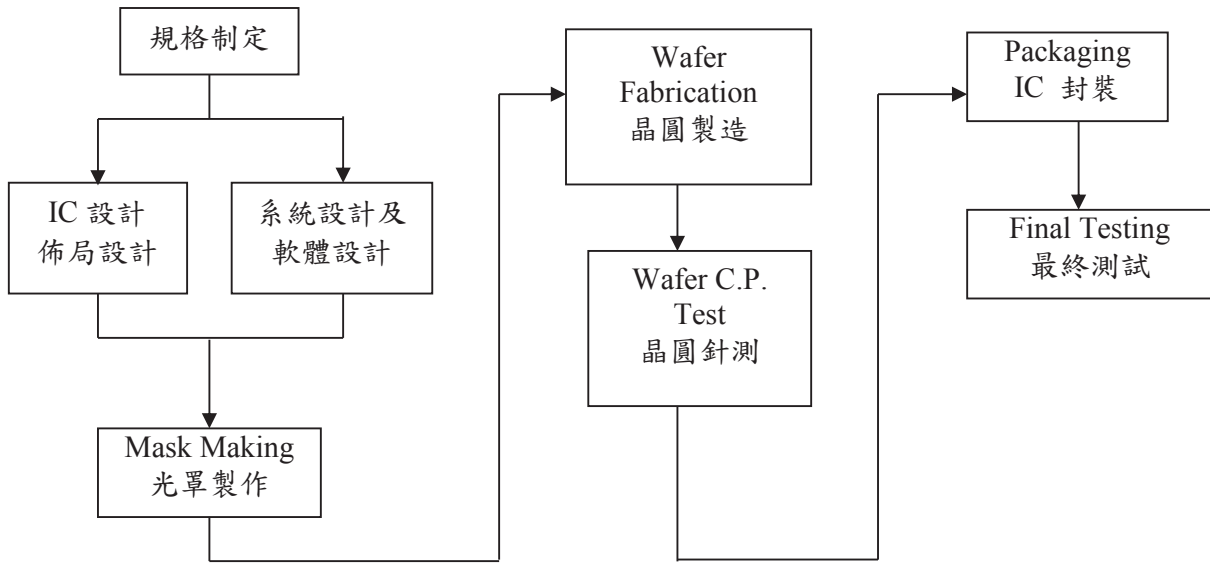 規格制定
IC 設計
佈局設計
系統設計及
軟體設計
Mask Making
光罩製作
Wafer
Fabrication
晶圓製造
Wafer C.P.
Test
晶圓針測
Packaging
IC 封裝
Final Testing
最終測試